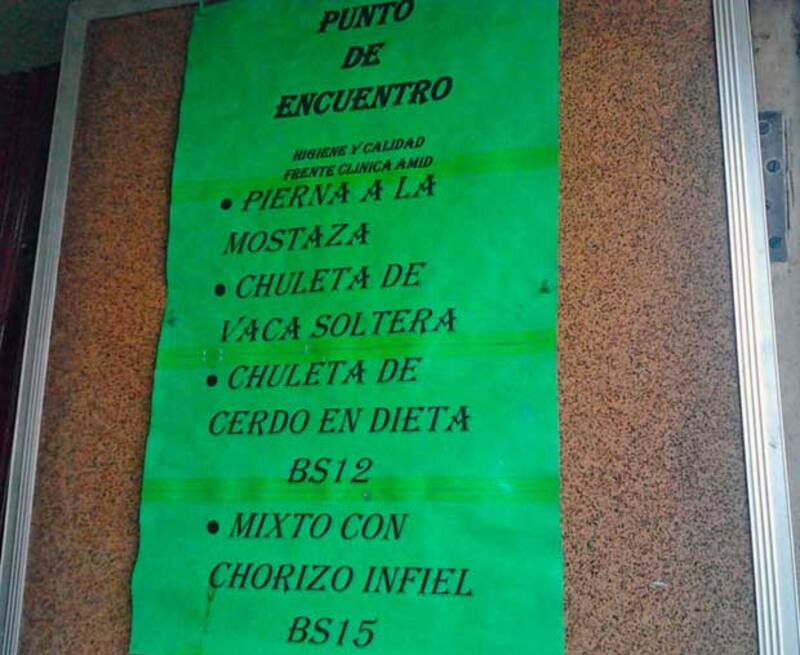 PUNTO
DE
ENCUENTRO
HIGIENE Y CALIDAD
FRENTE CLINICA AMID
• PIERNA A LA
MOSTAZA
• CHULETA DE
VACA SOLTERA
• CHULETA DE
CERDO EN DIETA
BS12
• MIXTO CON
CHORIZO INFIEL
BS15